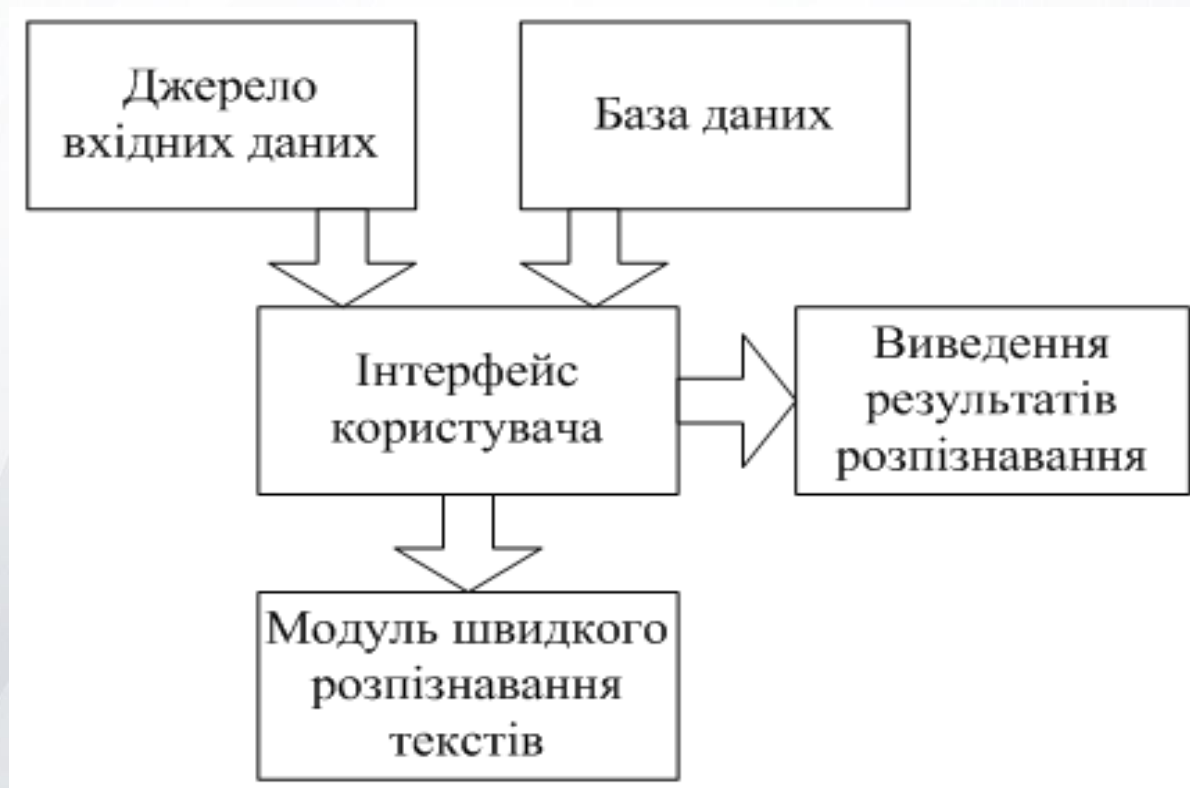 Джерело
вхідних даних
База даних
Інтерфейс
користувача
Виведення
результатів
розпізнавання
Модуль швидкого
розпізнавання
текстів